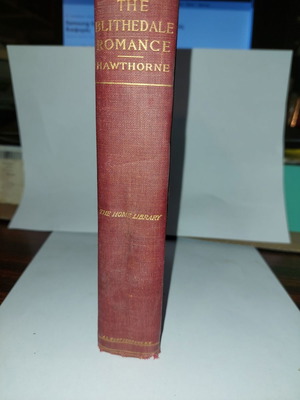 THE
BLITHEDALE
ROMANCE
HAWTHORNE
THE HOME LIBRARY